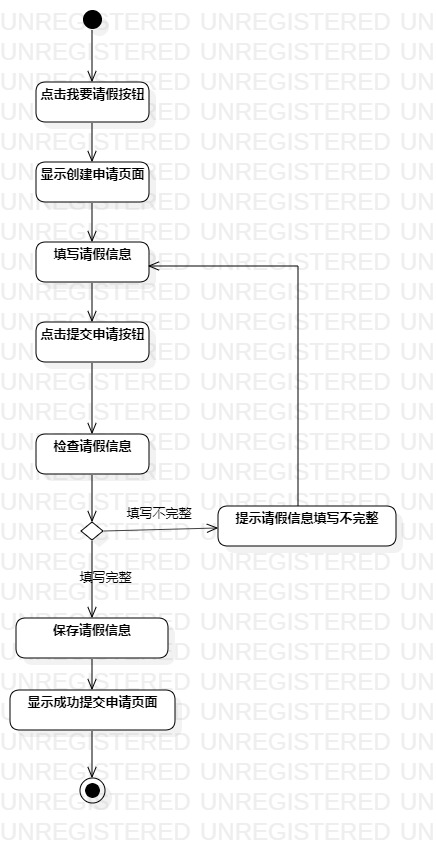 点击我要请假按钮
显示创建申请页面
填写请假信息
点击提交申请按钮
检查请假信息
填写不完整
提示请假信息填写不完整
填写完整
保存请假信息
显示成功提交申请页面
UNREGISTERED